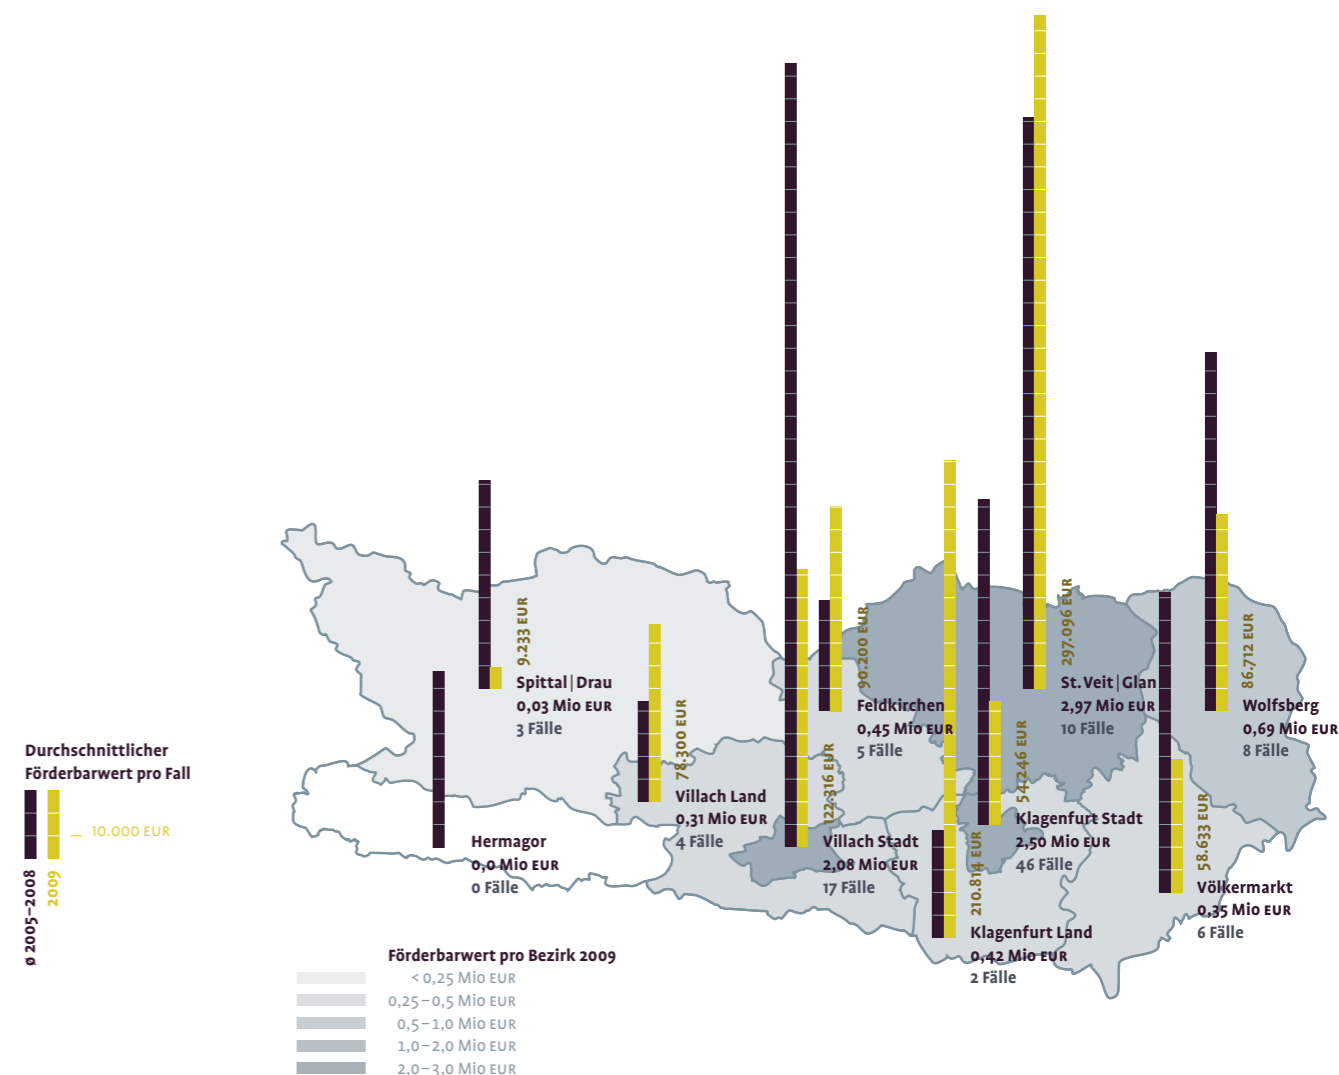 9.233 EUR
Spittal|Drau
0,03 Mio EUR
3 Fälle
Hermagor
0,0 Mio EUR
0 Fälle
78.300 EUR
Villach Land
0,31 Mio EUR
4 Fälle
122.316 EUR
Villach Stadt
2,08 Mio EUR
17 Fälle
90.200 EUR
Feldkirchen
0,45 Mio EUR
5 Fälle
297.096 EUR
St. Veit|Glan
2,97 Mio EUR
10 Fälle
54.246 EUR
Klagenfurt Stadt
2,50 Mio EUR
46 Fälle
210.814 EUR
Klagenfurt Land
0,42 Mio EUR
2 Fälle
86.712 EUR
Wolfsberg
0,69 Mio EUR
8 Fälle
58.633 EUR
Völkermarkt
0,35 Mio EUR
6 Fälle
Durchschnittlicher
Förderbarwert pro Fall
10.000 EUR
ø 2005–2008
2009
Förderbarwert pro Bezirk 2009
< 0,25 Mio EUR
0,25–0,5 Mio EUR
0,5–1,0 Mio EUR
1,0–2,0 Mio EUR
2,0–3,0 Mio EUR